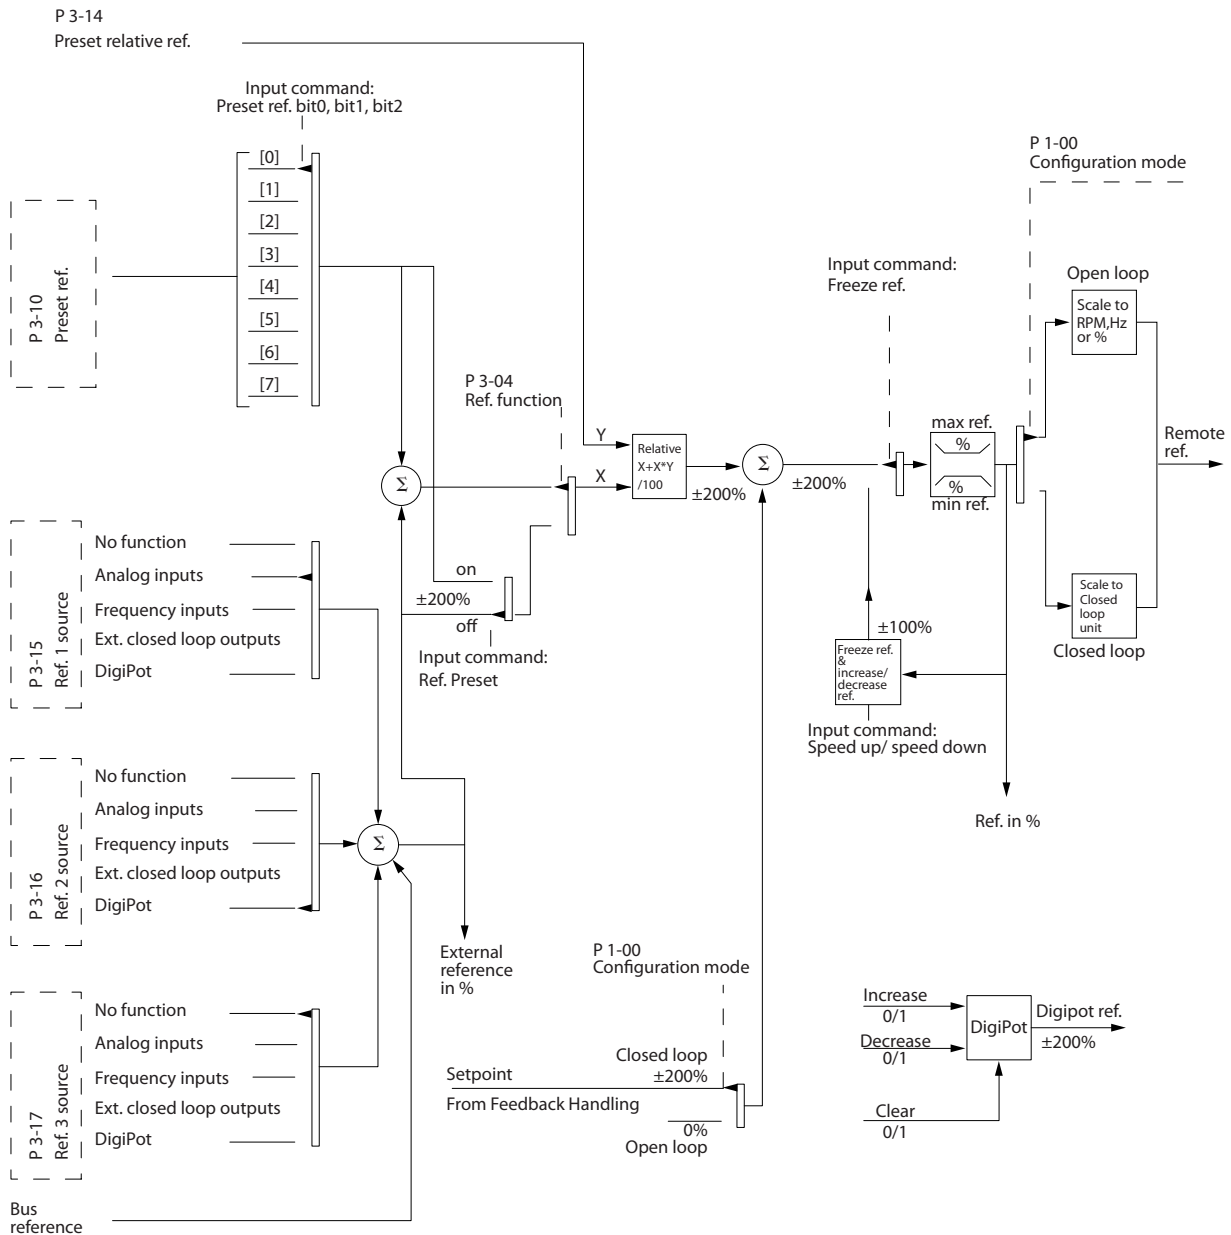 P 3-14
Preset relative ref.
Input command:
Preset ref. bit0, bit1, bit2
[0]
[1]
[2]
[3]
[4]
[5]
[6]
[7]
P 3-10
Preset ref.
P 1-00
Configuration mode
Input command:
Freeze ref.
Open loop
Scale to
RPM,Hz
or %
P 3-04
Ref. function
Y
X
Relative
X+X*Y
/100
±200%
Σ
±200%
max ref.
%
%
min ref.
Remote
ref.
Σ
on
±200%
off
Input command:
Ref. Preset
P 3-15
Ref. 1 source
No function
Analog inputs
Frequency inputs
Ext. closed loop outputs
DigiPot
Scale to
Closed
loop
unit
Closed loop
±100%
Freeze ref.
&
increase/
decrease
ref.
Input command:
Speed up/ speed down
Ref. in %
P 3-16
Ref. 2 source
No function
Analog inputs
Frequency inputs
Ext. closed loop outputs
DigiPot
Σ
External
reference
in %
P 1-00
Configuration mode
Closed loop
±200%
Setpoint
From Feedback Handling
0%
Open loop
Increase
0/1
Decrease
0/1
Clear
0/1
DigiPot
Digipot ref.
±200%
P 3-17
Ref. 3 source
No function
Analog inputs
Frequency inputs
Ext. closed loop outputs
DigiPot
Bus
reference